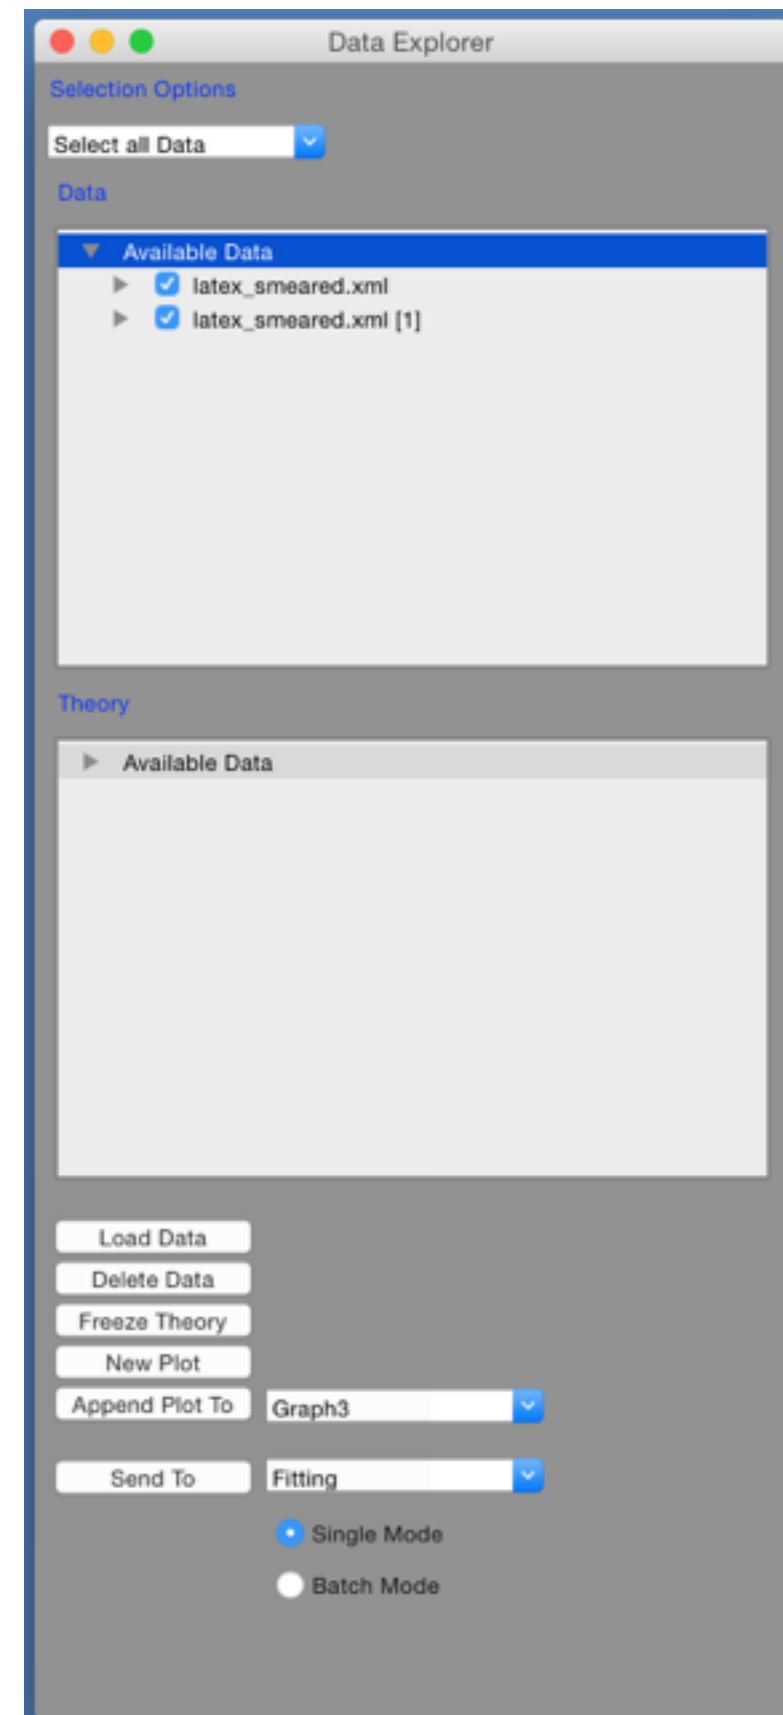 Data Explorer
Selection Options
Select all Data
Data
Available Data
latex_smeared.xml
latex_smeared.xml [1]
Theory
Available Data
Load Data
Delete Data
Freeze Theory
New Plot
Append Plot To Graph3
Send To Fitting
Single Mode
Batch Mode